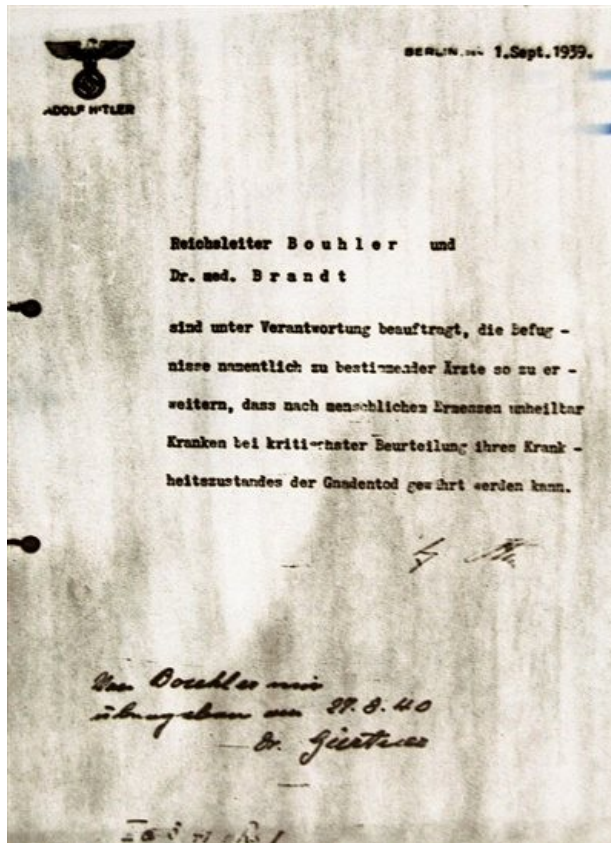 BERLIN, den 1.Sept.1939.
ADOLF HITLER
Reichsleiter B o u h l e r und
Dr. med. B r a n d t
sind unter Verantwortung beauftragt, die Befug -
nisse namentlich zu bestimmender Ärzte so zu er -
weitern, dass nach menschlichem Ermessen unheilbar
Kranken bei kritischster Beurteilung ihres Krank -
heitszustandes der Gnadentod gewährt werden kann.
Von Bouhler mir
übergeben am 27.8.40
Dr. Gürtner